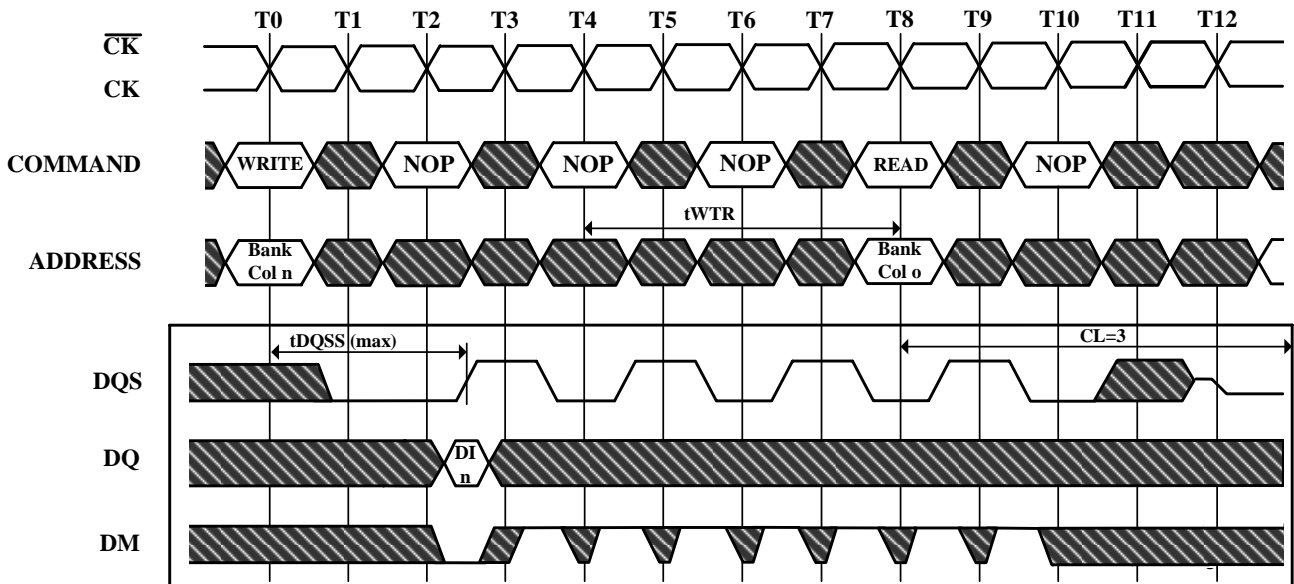 T0 T1 T2 T3 T4 T5 T6 T7 T8 T9 T10 T11 T12
CK
CK
COMMAND WRITE NOP NOP NOP READ NOP
tWTR
ADDRESS Bank Col n Bank Col o
tDQSS (max) CL=3
DQS
DQ DI n
DM